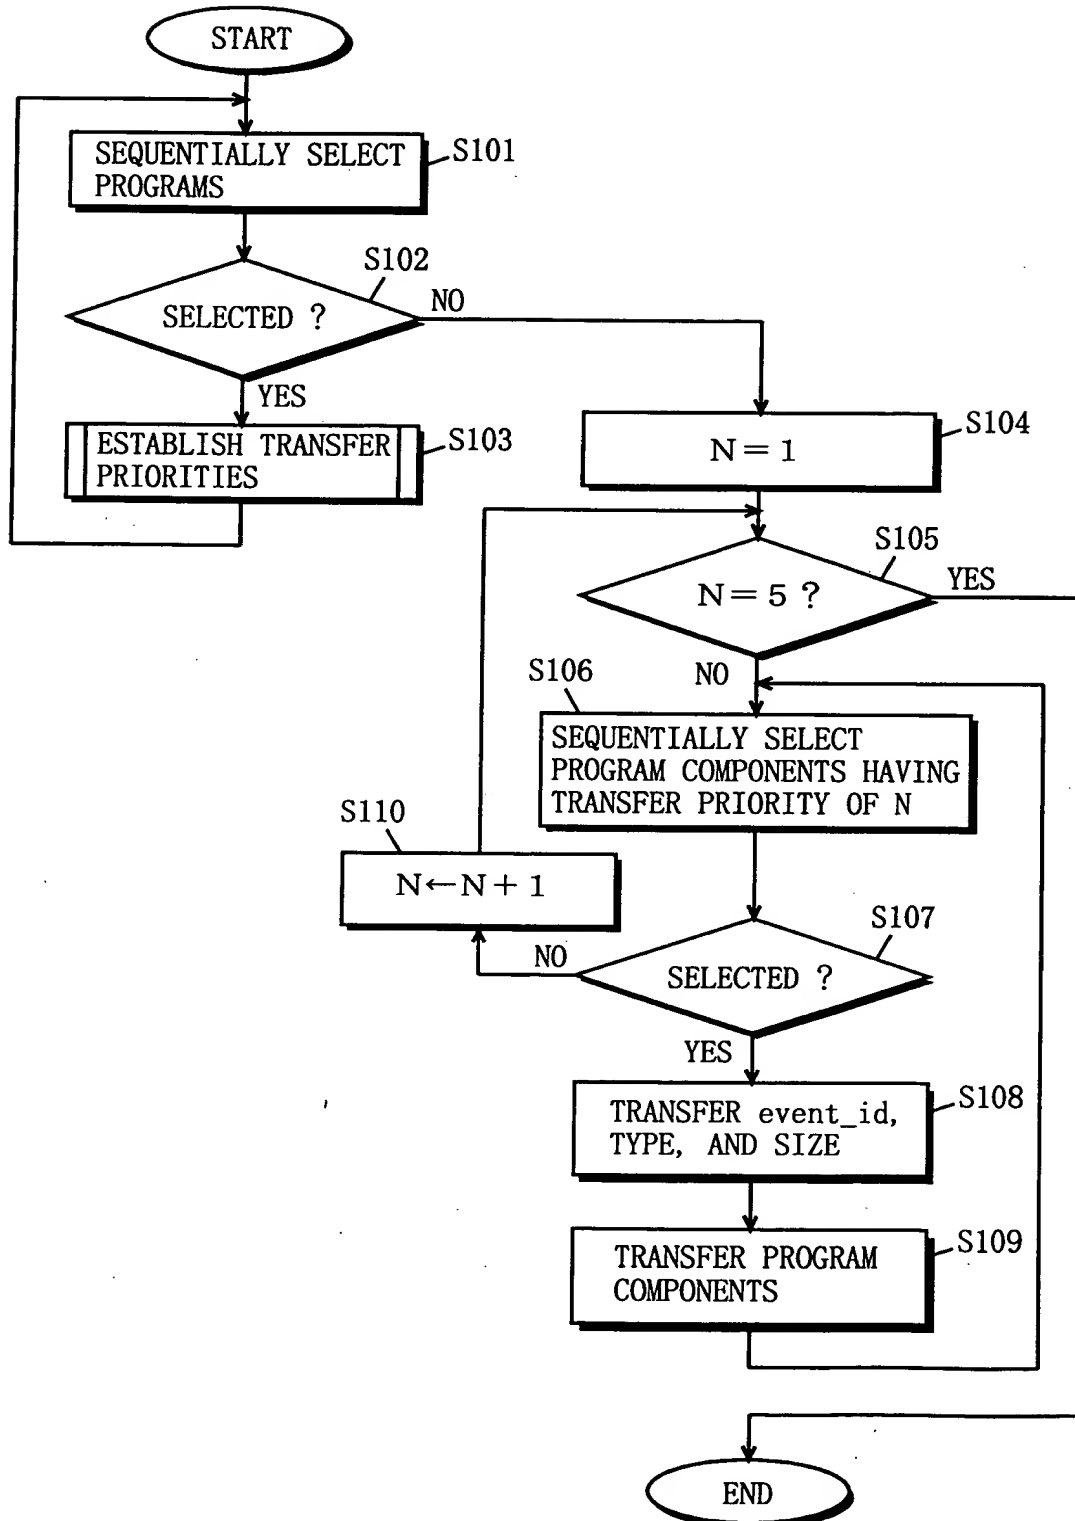 START
SEQUENTIALLY SELECT
PROGRAMS
S101
S102
SELECTED ?
NO
YES
ESTABLISH TRANSFER
PRIORITIES
S103
N=1
S104
S105
N=5 ?
YES
NO
S106
SEQUENTIALLY SELECT
PROGRAM COMPONENTS HAVING
TRANSFER PRIORITY OF N
S110
N←N+1
S107
NO
SELECTED ?
YES
TRANSFER event_id,
TYPE, AND SIZE
S108
TRANSFER PROGRAM
COMPONENTS
S109
END